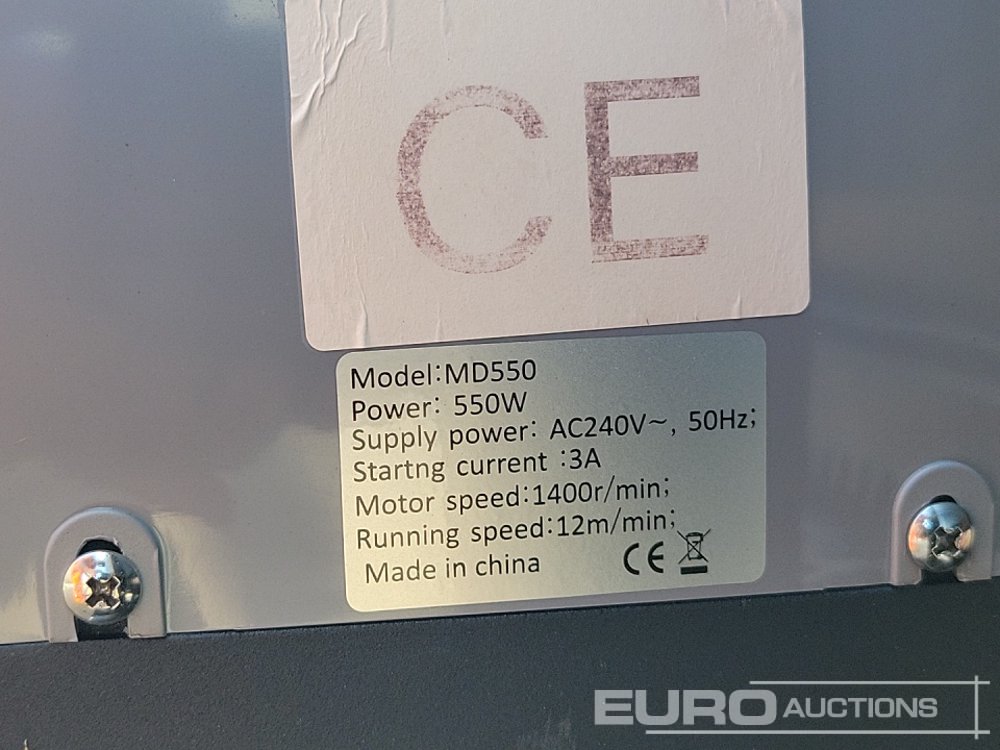 CE
Model:MD550
Power: 550W
Supply power: AC240V~, 50Hz;
Startng current :3A
Motor speed:1400r/min;
Running speed:12m/min;
Made in china CE
EURO AUCTIONS